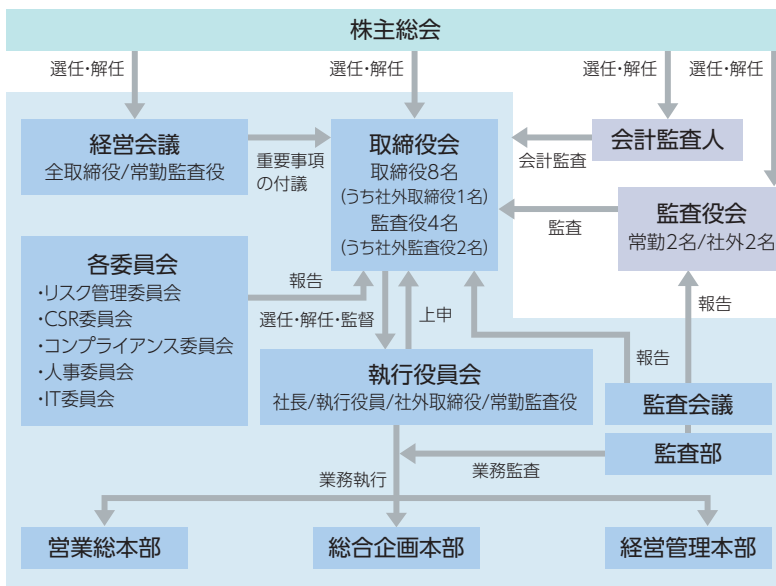 株主総会
選任・解任
選任・解任
選任・解任
選任・解任
経営会議
全取締役/常勤監査役
重要事項
の付議
取締役会
取締役8名
(うち社外取締役1名)
監査役4名
(うち社外監査役2名)
会計監査
会計監査人
監査
監査役会
常勤2名/社外2名
各委員会
・リスク管理委員会
・CSR委員会
・コンプライアンス委員会
・人事委員会
・IT委員会
報告
選任・解任・監督
上申
報告
報告
執行役員会
社長/執行役員/社外取締役/常勤監査役
監査会議
監査部
業務監査
業務執行
営業総本部
総合企画本部
経営管理本部